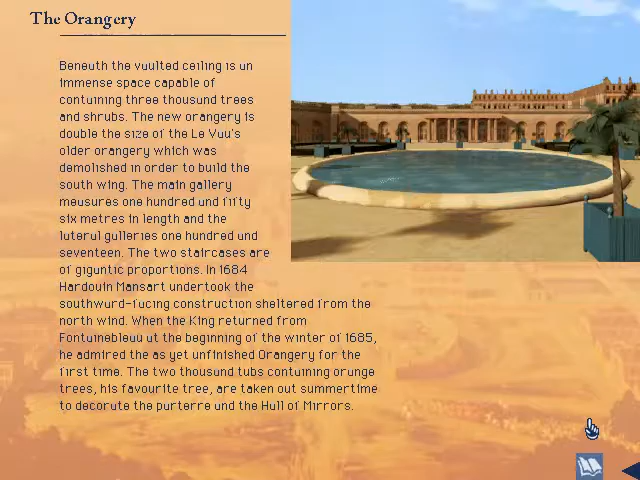 The Orangery
Beneath the vaulted ceiling is an
immense space capable of
containing three thousand trees
and shrubs. The new orangery is
double the size of the Le Vau's
older orangery which was
demolished in order to build the
south wing. The main gallery
measures one hundred and fifty
six metres in length and the
lateral galleries one hundred and
seventeen. The two staircases are
of gigantic proportions. In 1684
Hardouin Mansart undertook the
southward-facing construction sheltered from the
north wind. When the King returned from
Fontainebleau at the beginning of the winter of 1685,
he admired the as yet unfinished Orangery for the
first time. The two thousand tubs containing orange
trees, his favourite tree, are taken out summertime
to decorate the parterre and the Hall of Mirrors.